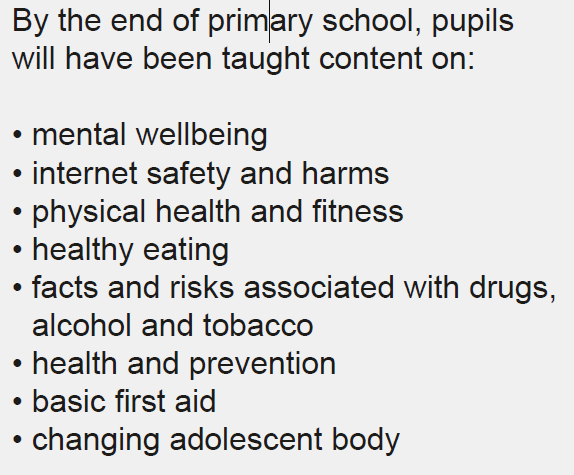 By the end of primary school, pupils
will have been taught content on:
• mental wellbeing
• internet safety and harms
• physical health and fitness
• healthy eating
• facts and risks associated with drugs,
alcohol and tobacco
• health and prevention
• basic first aid
• changing adolescent body